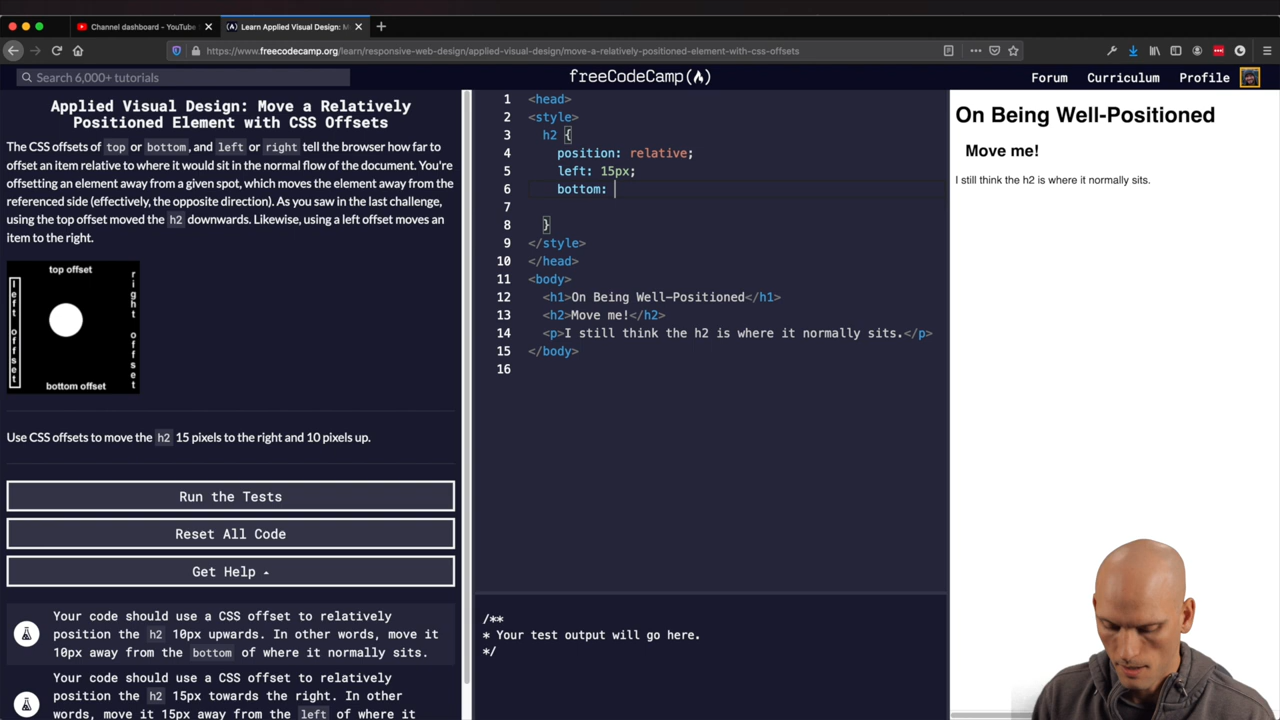 Channel dashboard - YouTube
Learn Applied Visual Design: M
https://www.freecodecamp.org/learn/responsive-web-design/applied-visual-design/move-a-relatively-positioned-element-with-css-offsets
Search 6,000+ tutorials
freeCodeCamp
Forum
Curriculum
Profile
Applied Visual Design: Move a Relatively
Positioned Element with CSS Offsets
The CSS offsets of top or bottom, and left or right tell the browser how far to
offset an item relative to where it would sit in the normal flow of the document. You're
offsetting an element away from a given spot, which moves the element away from the
referenced side (effectively, the opposite direction). As you saw in the last challenge,
using the top offset moved the h2 downwards. Likewise, using a left offset moves an
item to the right.
top offset
left offset
right offset
bottom offset
Use CSS offsets to move the h2 15 pixels to the right and 10 pixels up.
Run the Tests
Reset All Code
Get Help
Your code should use a CSS offset to relatively
position the h2 10px upwards. In other words, move it
10px away from the bottom of where it normally sits.
Your code should use a CSS offset to relatively
position the h2 15px towards the right. In other
words, move it 15px away from the left of where it
1 <head>
2 <style>
3 h2 {
4 position: relative;
5 left: 15px;
6 bottom:
7
8 }
9 </style>
10 </head>
11 <body>
12 <h1>On Being Well-Positioned</h1>
13 <h2>Move me!</h2>
14 <p>I still think the h2 is where it normally sits.</p>
15 </body>
16
/**
* Your test output will go here.
*/
On Being Well-Positioned
Move me!
I still think the h2 is where it normally sits.